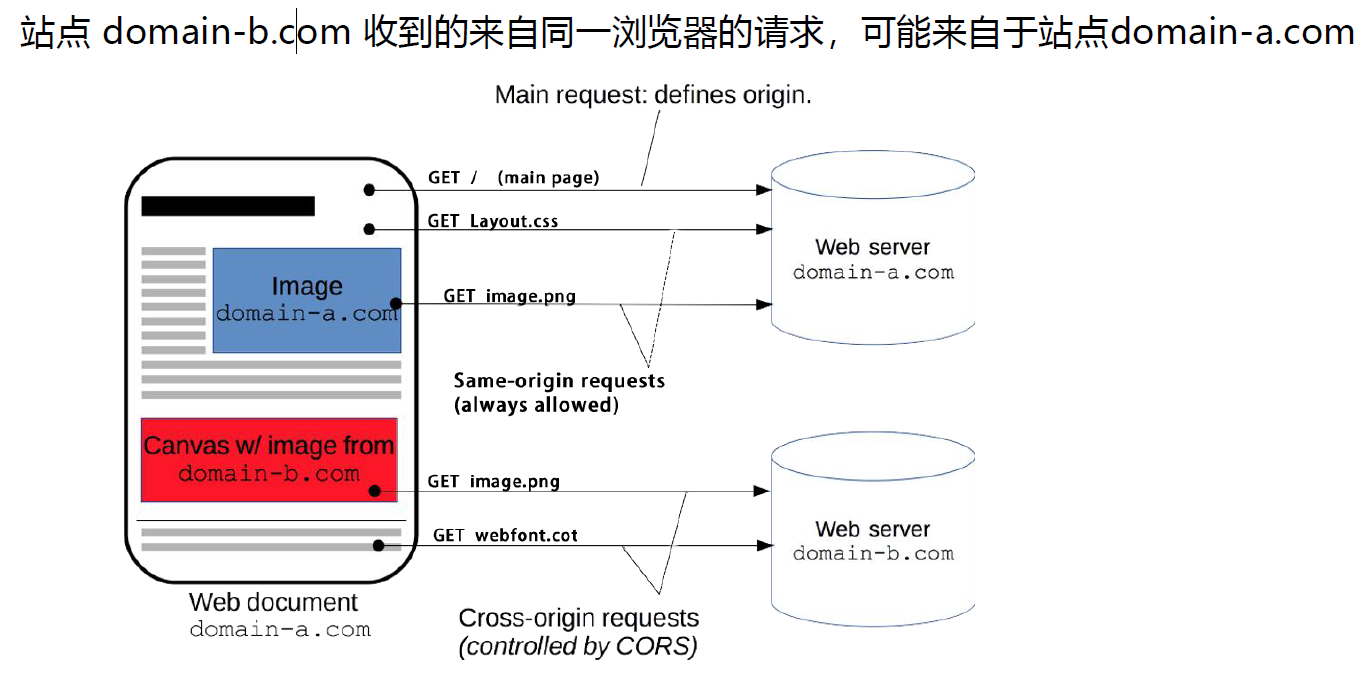 站点 domain-b.com 收到的来自同一浏览器的请求，可能来自于站点domain-a.com
Main request: defines origin.
GET / (main page)
GET Layout.css
Image
domain-a.com
GET image.png
Web server
domain-a.com
Same-origin requests
(always allowed)
Canvas w/ image from
domain-b.com
GET image.png
GET webfont.cot
Web server
domain-b.com
Web document
domain-a.com
Cross-origin requests
(controlled by CORS)